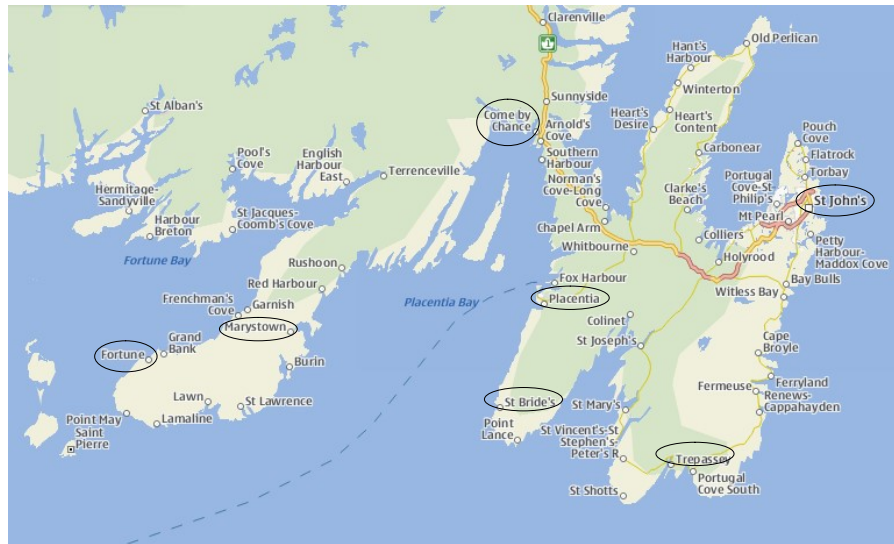 Clarenville
1
Old Perlican
Hant's
Harbour
Winterton
Sunnyside
St Alban's
Come by
Chance
Arnold's
Cove
Heart's
Desire
Heart's
Content
Pouch
Cove
Carbonear
Flatrock
Southern
Harbour
Pool's
Cove
English
Harbour
East
Terrenceville
Norman's
Cove-Long
Cove
Torbay
Portugal
Cove-St
Philip's
Clarke's
Beach
St John's
Hermitage-
Sandyville
Harbour
Breton
St Jacques-
Coomb's Cove
Mt Pearl
Chapel Arm
Colliers
Whitbourne
Petty
Harbour-
Maddox Cove
Holyrood
Fortune Bay
Rushoon
Red Harbour
Fox Harbour
Bay Bulls
Witless Bay
Frenchman's
Cove
Garnish
Placentia Bay
Placentia
Marystown
Colinet
Grand
Bank
St Joseph's
Cape
Broyle
Fortune
Burin
Ferryland
Fermeuse
Renews-
Cappahayden
Lawn
St Lawrence
St Bride's
St Mary's
Point May
Lamaline
Point
Lance
St Vincent's-St
Stephen's-
Peter's R
Saint
Pierre
Trepassey
Portugal
Cove South
St Shotts